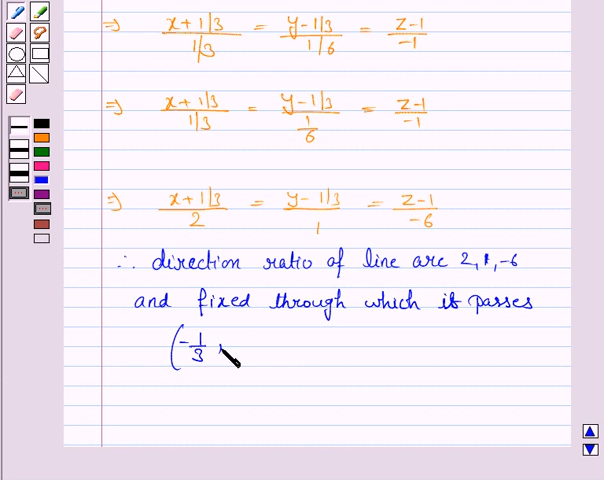 ⇒ x+1/3 / 1/3 = y-1/3 / 1/6 = z-1 / -1
⇒ x+1/3 / 1/3 = y-1/3 / 1/6 = z-1 / -1
⇒ x+1/3 / 2 = y-1/3 / 1 = z-1 / -6
∴ direction ratio of line are 2, 1, -6
and fixed through which it passes
(-1/3 ,